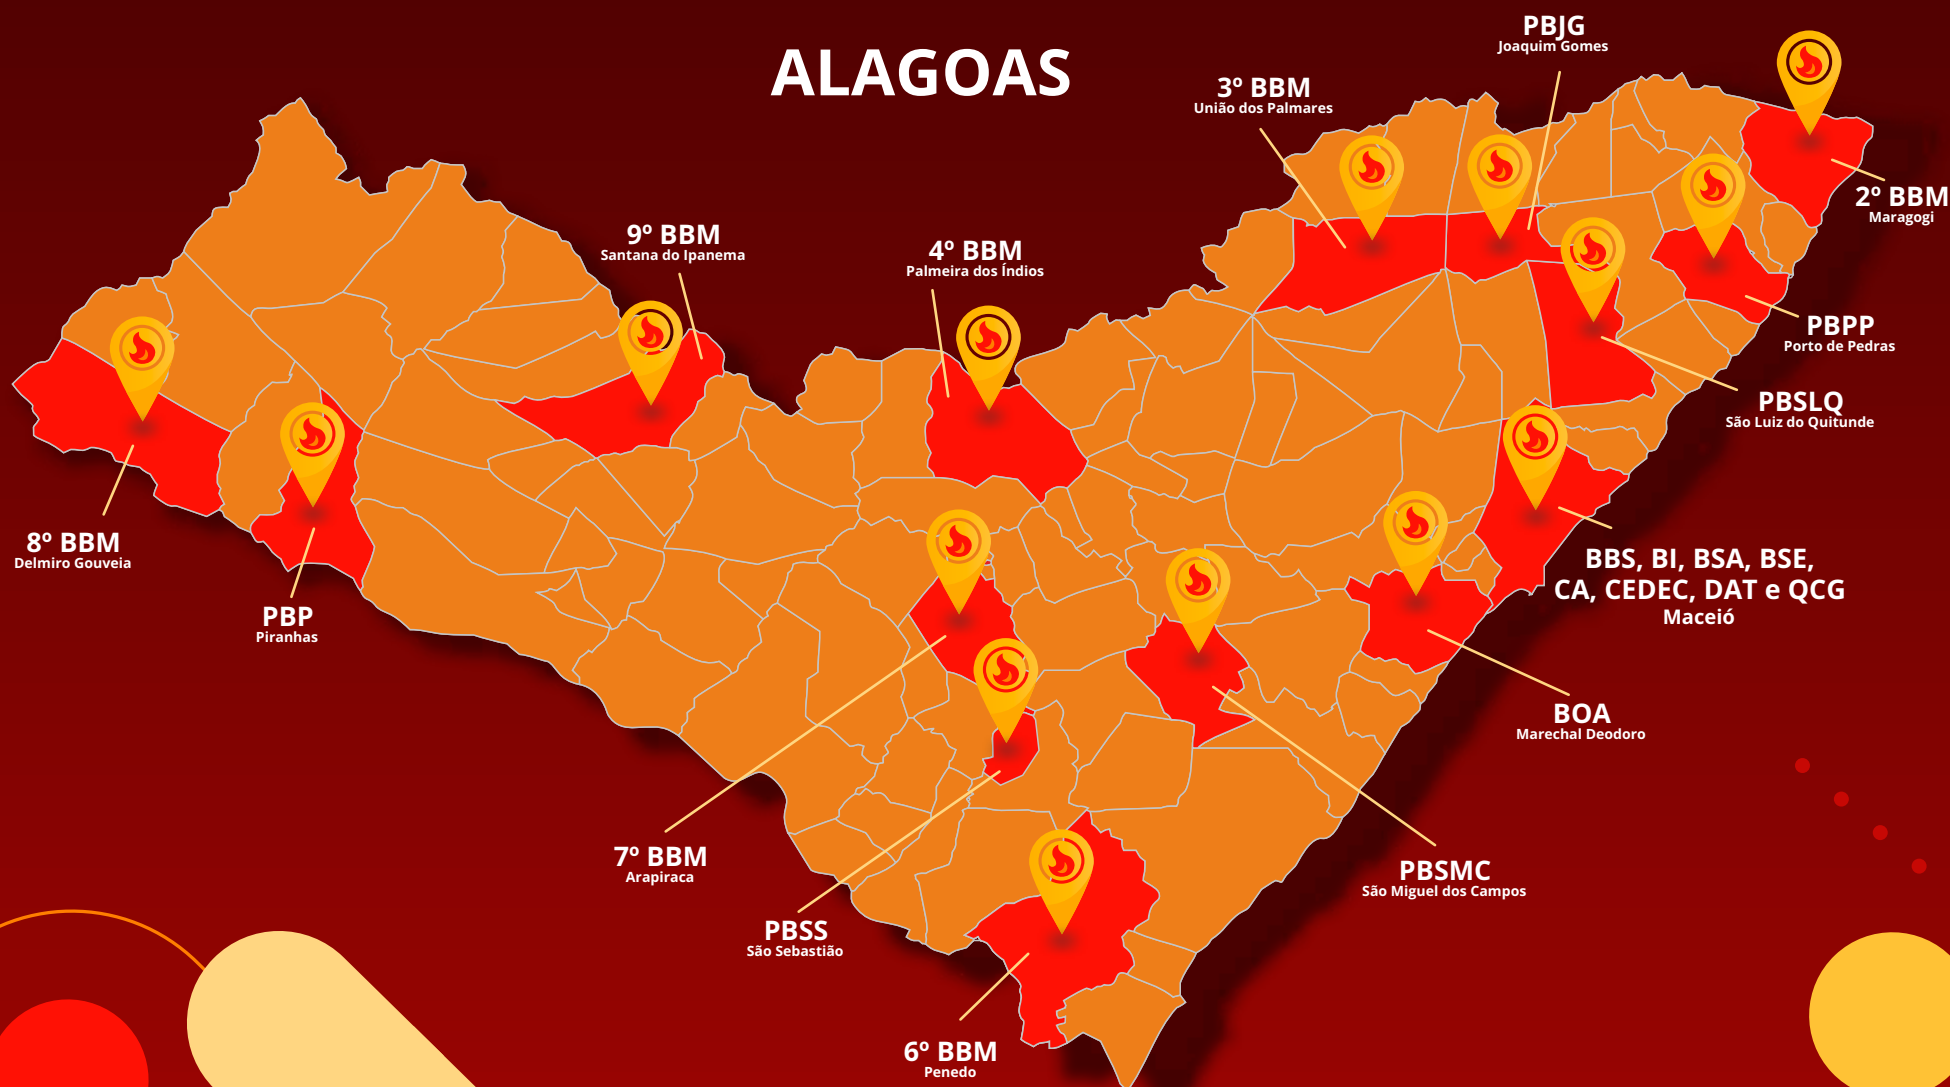 ALAGOAS
PBJG
Joaquim Gomes
3º BBM
União dos Palmares
2º BBM
Maragogi
9º BBM
Santana do Ipanema
4º BBM
Palmeira dos Índios
PBPP
Porto de Pedras
PBSLQ
São Luiz do Quitunde
8º BBM
Delmiro Gouveia
BBS, BI, BSA, BSE,
CA, CEDEC, DAT e QCG
Maceió
PBP
Piranhas
BOA
Marechal Deodoro
7º BBM
Arapiraca
PBSMC
São Miguel dos Campos
PBSS
São Sebastião
6º BBM
Penedo